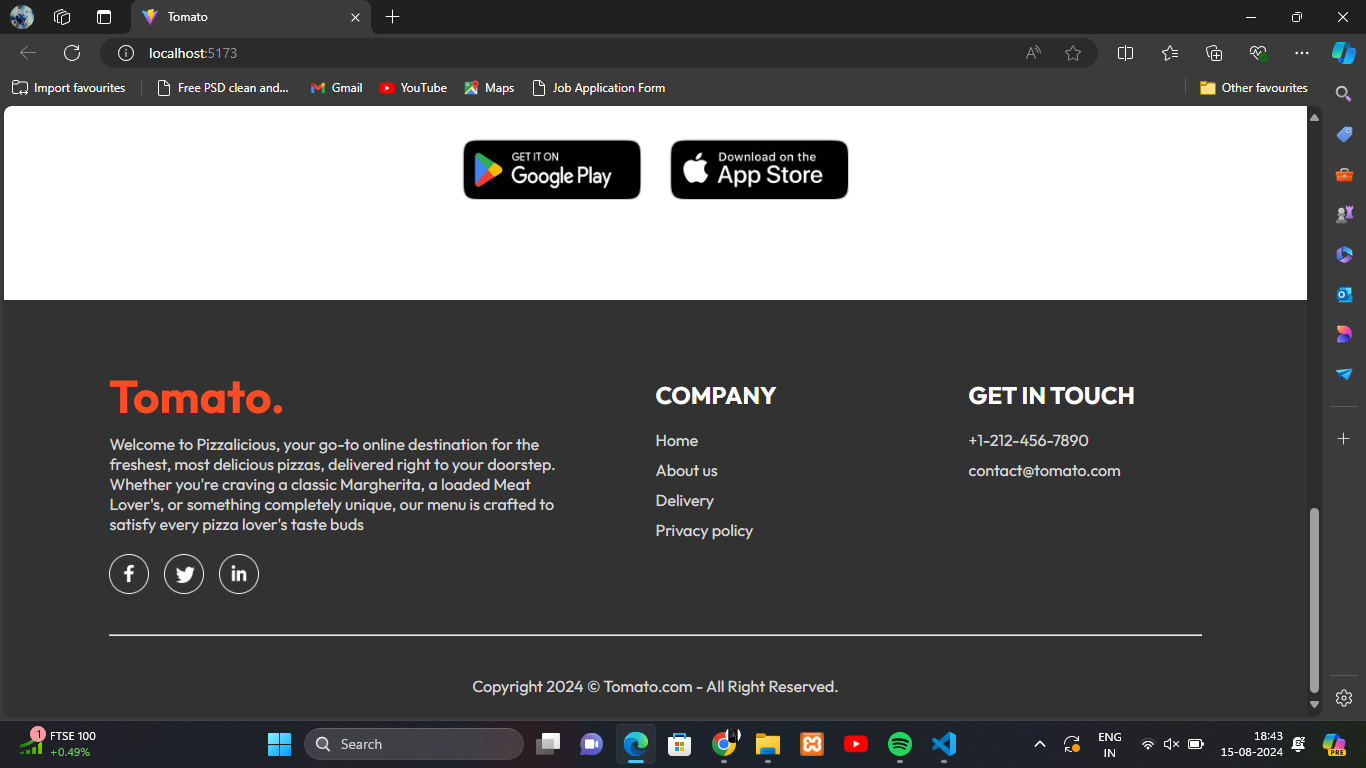 Tomato
localhost:5173
Import favourites
Free PSD clean and...
Gmail
YouTube
Maps
Job Application Form
Other favourites
GET IT ON
Google Play
Download on the
App Store
Tomato.
Welcome to Pizzalicious, your go-to online destination for the
freshest, most delicious pizzas, delivered right to your doorstep.
Whether you're craving a classic Margherita, a loaded Meat
Lover's, or something completely unique, our menu is crafted to
satisfy every pizza lover's taste buds
COMPANY
Home
About us
Delivery
Privacy policy
GET IN TOUCH
+1-212-456-7890
contact@tomato.com
Copyright 2024 © Tomato.com - All Right Reserved.
1
FTSE 100
+0.49%
Search
ENG
IN
18:43
15-08-2024
PRE